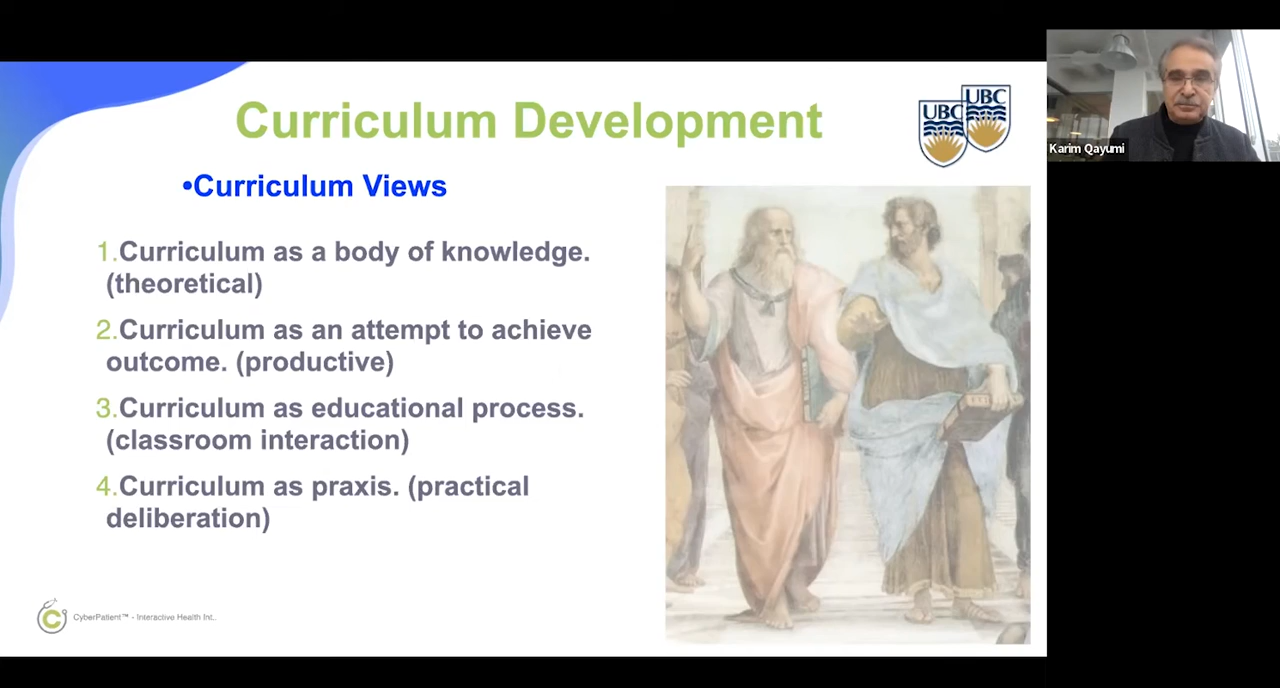 Curriculum Development
UBC
UBC
•Curriculum Views
1.Curriculum as a body of knowledge.
(theoretical)
2.Curriculum as an attempt to achieve
outcome. (productive)
3.Curriculum as educational process.
(classroom interaction)
4.Curriculum as praxis. (practical
deliberation)
CyberPatient™ - Interactive Health Int..
Karim Qayumi